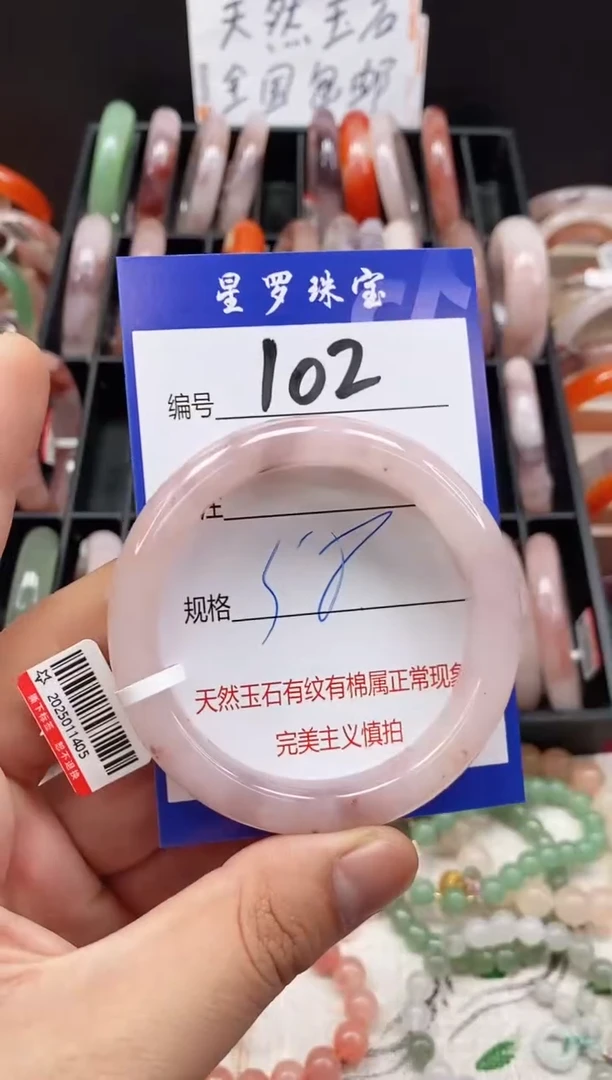 天然玉石
全国包邮
星罗珠宝
编号 102
注
规格 58
天然玉石有纹有棉属正常现象
完美主义慎拍
2025011405